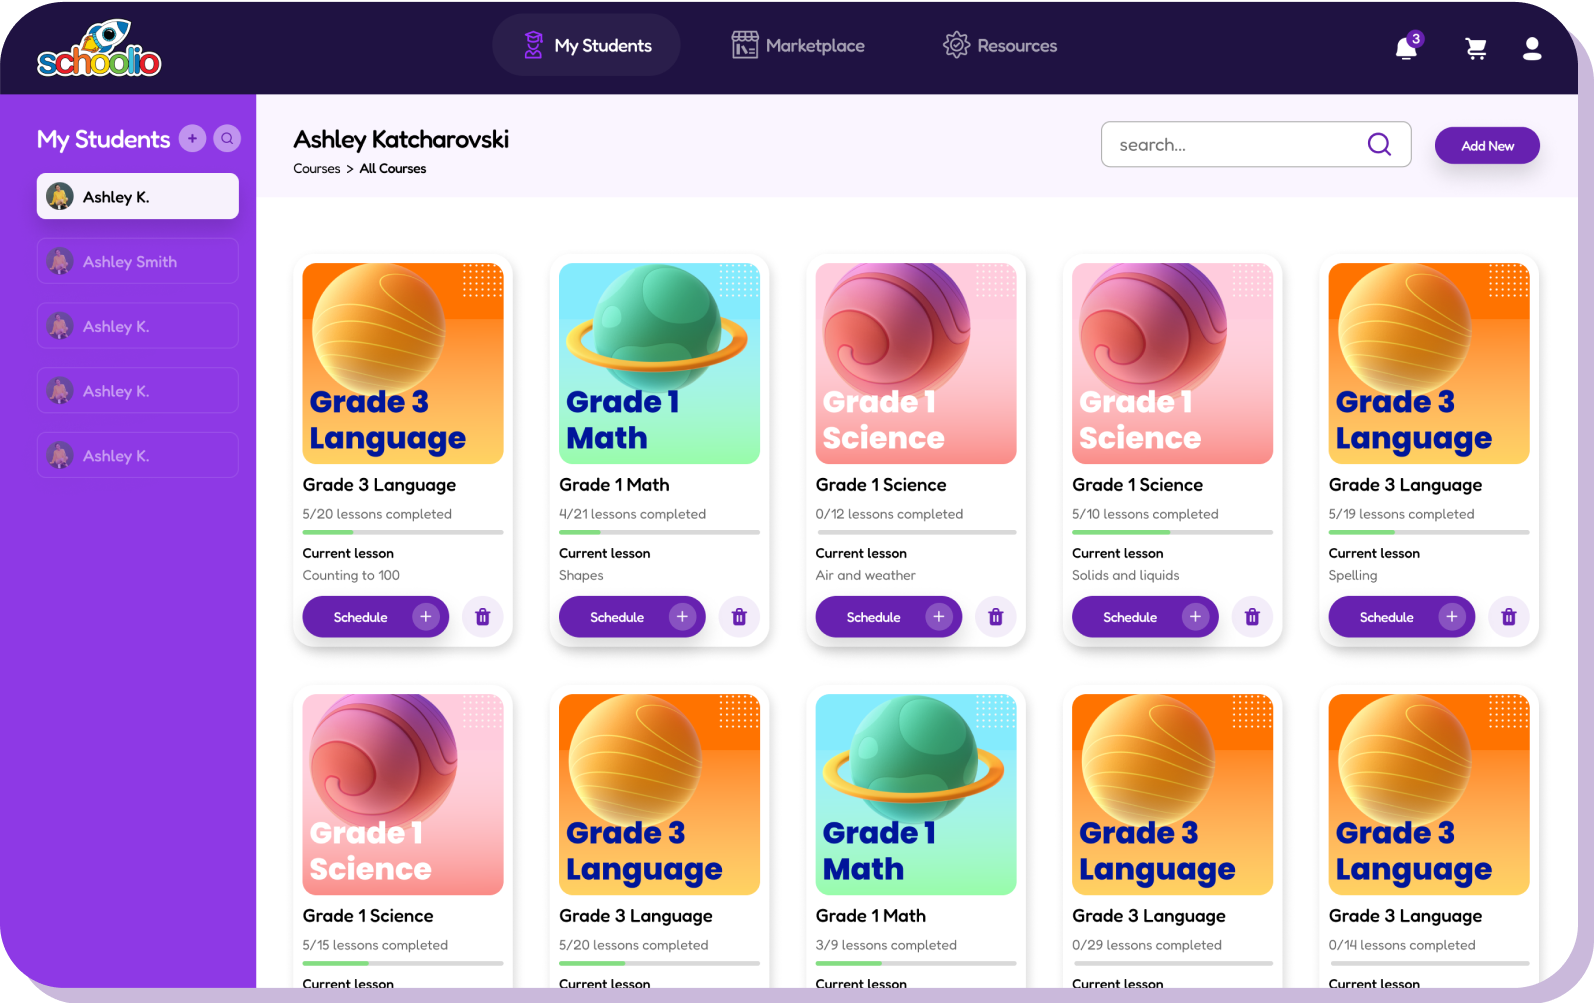 schoolio
My Students
Marketplace
Resources
3
My Students
Ashley K.
Ashley Smith
Ashley K.
Ashley K.
Ashley K.
Ashley Katcharovski
Courses > All Courses
search...
Add New
Grade 3
Language
Grade 3 Language
5/20 lessons completed
Current lesson
Counting to 100
Schedule
Grade 1
Math
Grade 1 Math
4/21 lessons completed
Current lesson
Shapes
Schedule
Grade 1
Science
Grade 1 Science
0/12 lessons completed
Current lesson
Air and weather
Schedule
Grade 1
Science
Grade 1 Science
5/10 lessons completed
Current lesson
Solids and liquids
Schedule
Grade 3
Language
Grade 3 Language
5/19 lessons completed
Current lesson
Spelling
Schedule
Grade 1
Science
Grade 1 Science
5/15 lessons completed
Current lesson
Grade 3
Language
Grade 3 Language
5/20 lessons completed
Current lesson
Grade 1
Math
Grade 1 Math
3/9 lessons completed
Current lesson
Grade 3
Language
Grade 3 Language
0/29 lessons completed
Current lesson
Grade 3
Language
Grade 3 Language
0/14 lessons completed
Current lesson